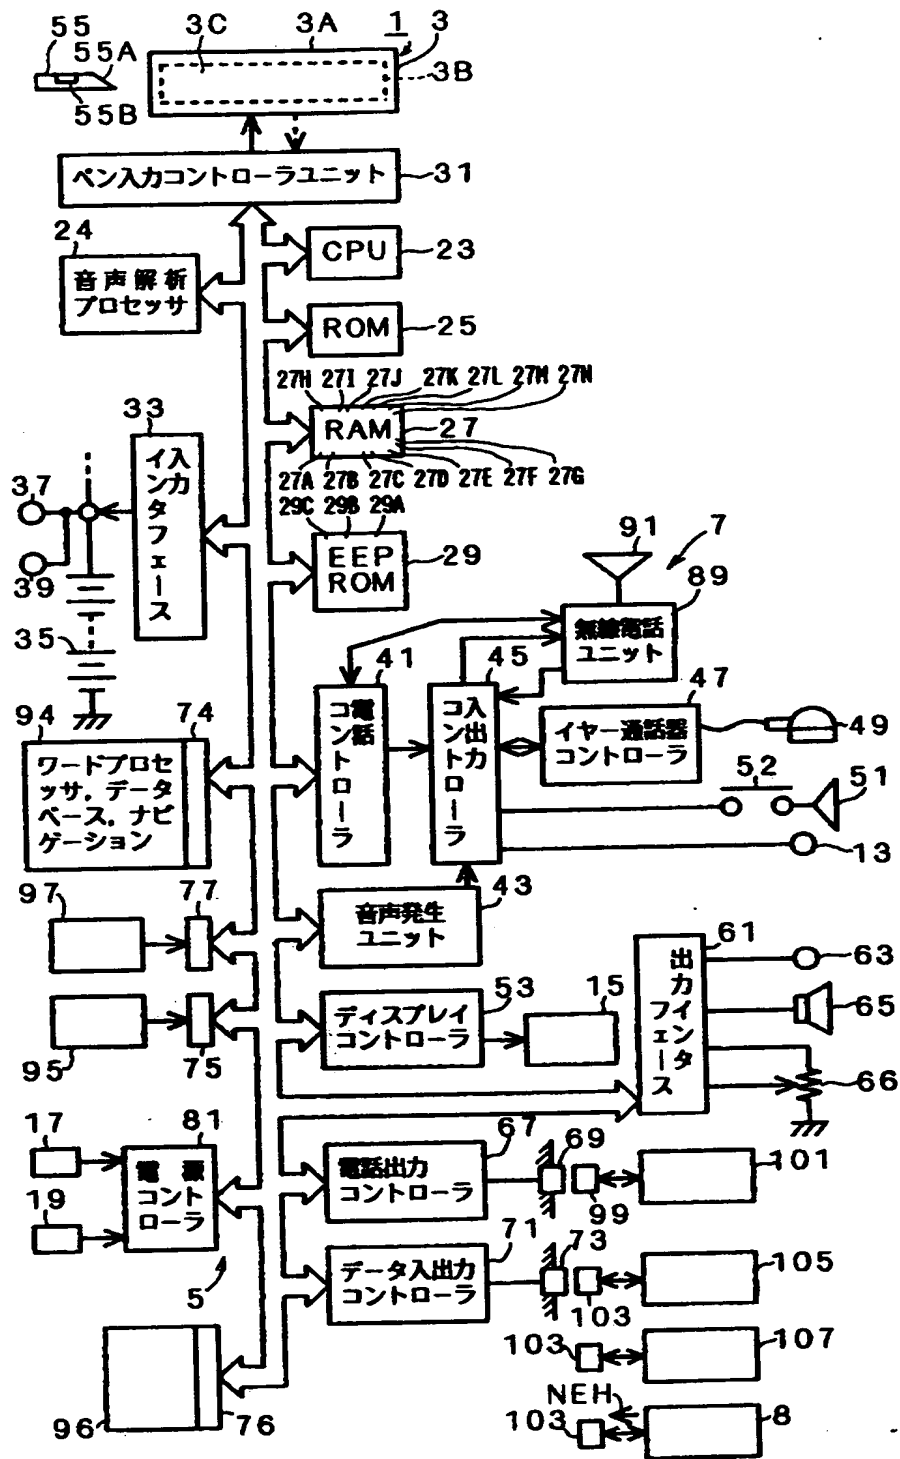 55
55A
55B
3A
3C
1
3
3B
ペン入力コントローラユニット
31
24
音声解析
プロセッサ
CPU
23
ROM
25
27H 27I 27J 27K 27L 27M 27N
RAM
27
27A 27B 27C 27D 27E 27F 27G
29C 29B 29A
EEP
ROM
29
33
入力
インタフェース
37
39
35
91
7
89
無線電話
ユニット
41
電話
コントローラ
45
入出力
コントローラ
47
イヤー通話器
コントローラ
49
52
51
13
94
74
ワードプロセ
ッサ,データ
ベース,ナビ
ゲーション
97
77
43
音声発生
ユニット
95
75
53
ディスプレイ
コントローラ
15
61
出力インタ
フェース
63
65
66
17
19
81
電源
コント
ローラ
5
67
電話出力
コントローラ
69
99
101
71
データ入出力
コントローラ
73
103
105
103
107
NEH
103
8
96
76